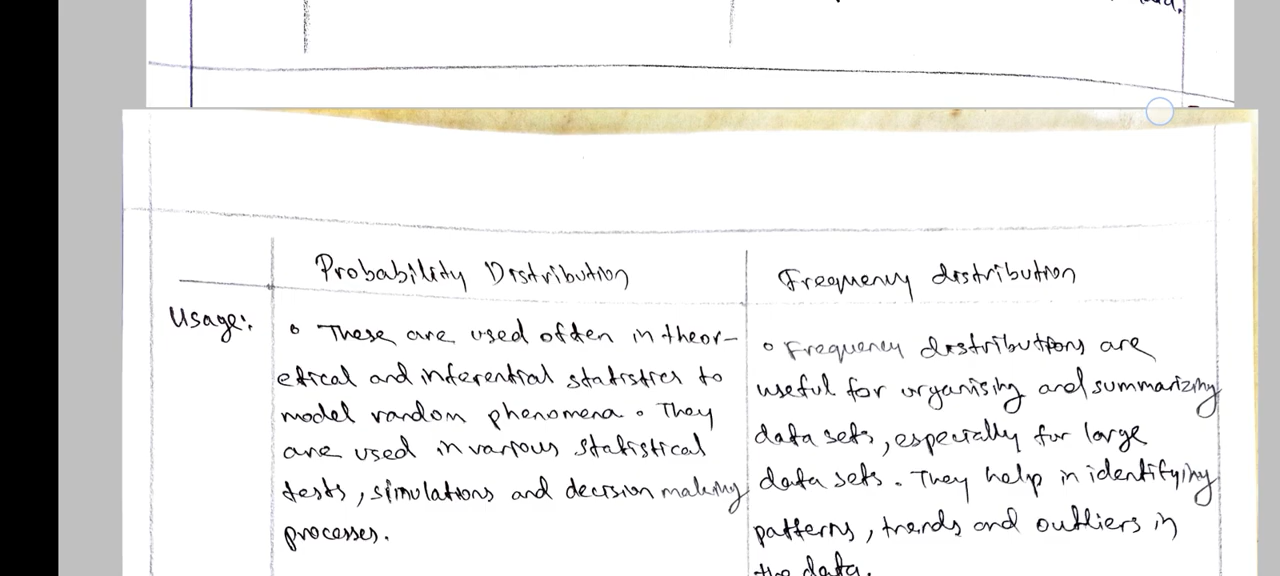 Probability Distribution
Frequency distribution
Usage:
• These are used often in theor-
etical and inferential statistics to
model random phenomena. They
are used in various statistical
tests, simulations and decision making
processes.
• Frequency distributions are
useful for organising and summarizing
data sets, especially for large
data sets. They help in identifying
patterns, trends and outliers in
the data.